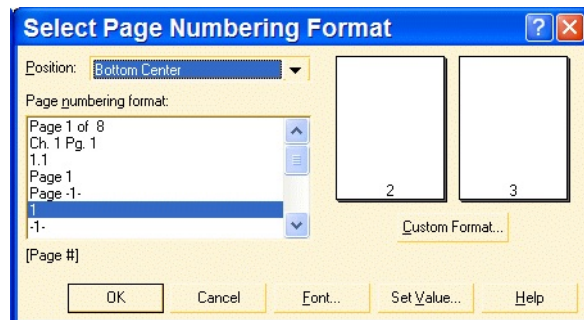 Select Page Numbering Format
Position: Bottom Center
Page numbering format:
Page 1 of 8
Ch. 1 Pg. 1
1.1
Page 1
Page -1-
1
-1-
[Page #]
2 3
Custom Format...
OK Cancel Font... Set Value... Help